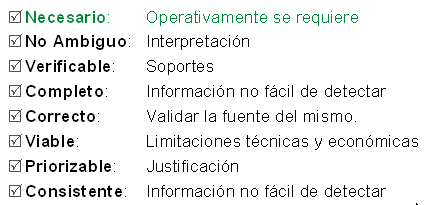 ☑ Necesario: Operativamente se requiere
☑ No Ambiguo: Interpretación
☑ Verificable: Soportes
☑ Completo: Información no fácil de detectar
☑ Correcto: Validar la fuente del mismo.
☑ Viable: Limitaciones técnicas y económicas
☑ Priorizable: Justificación
☑ Consistente: Información no fácil de detectar